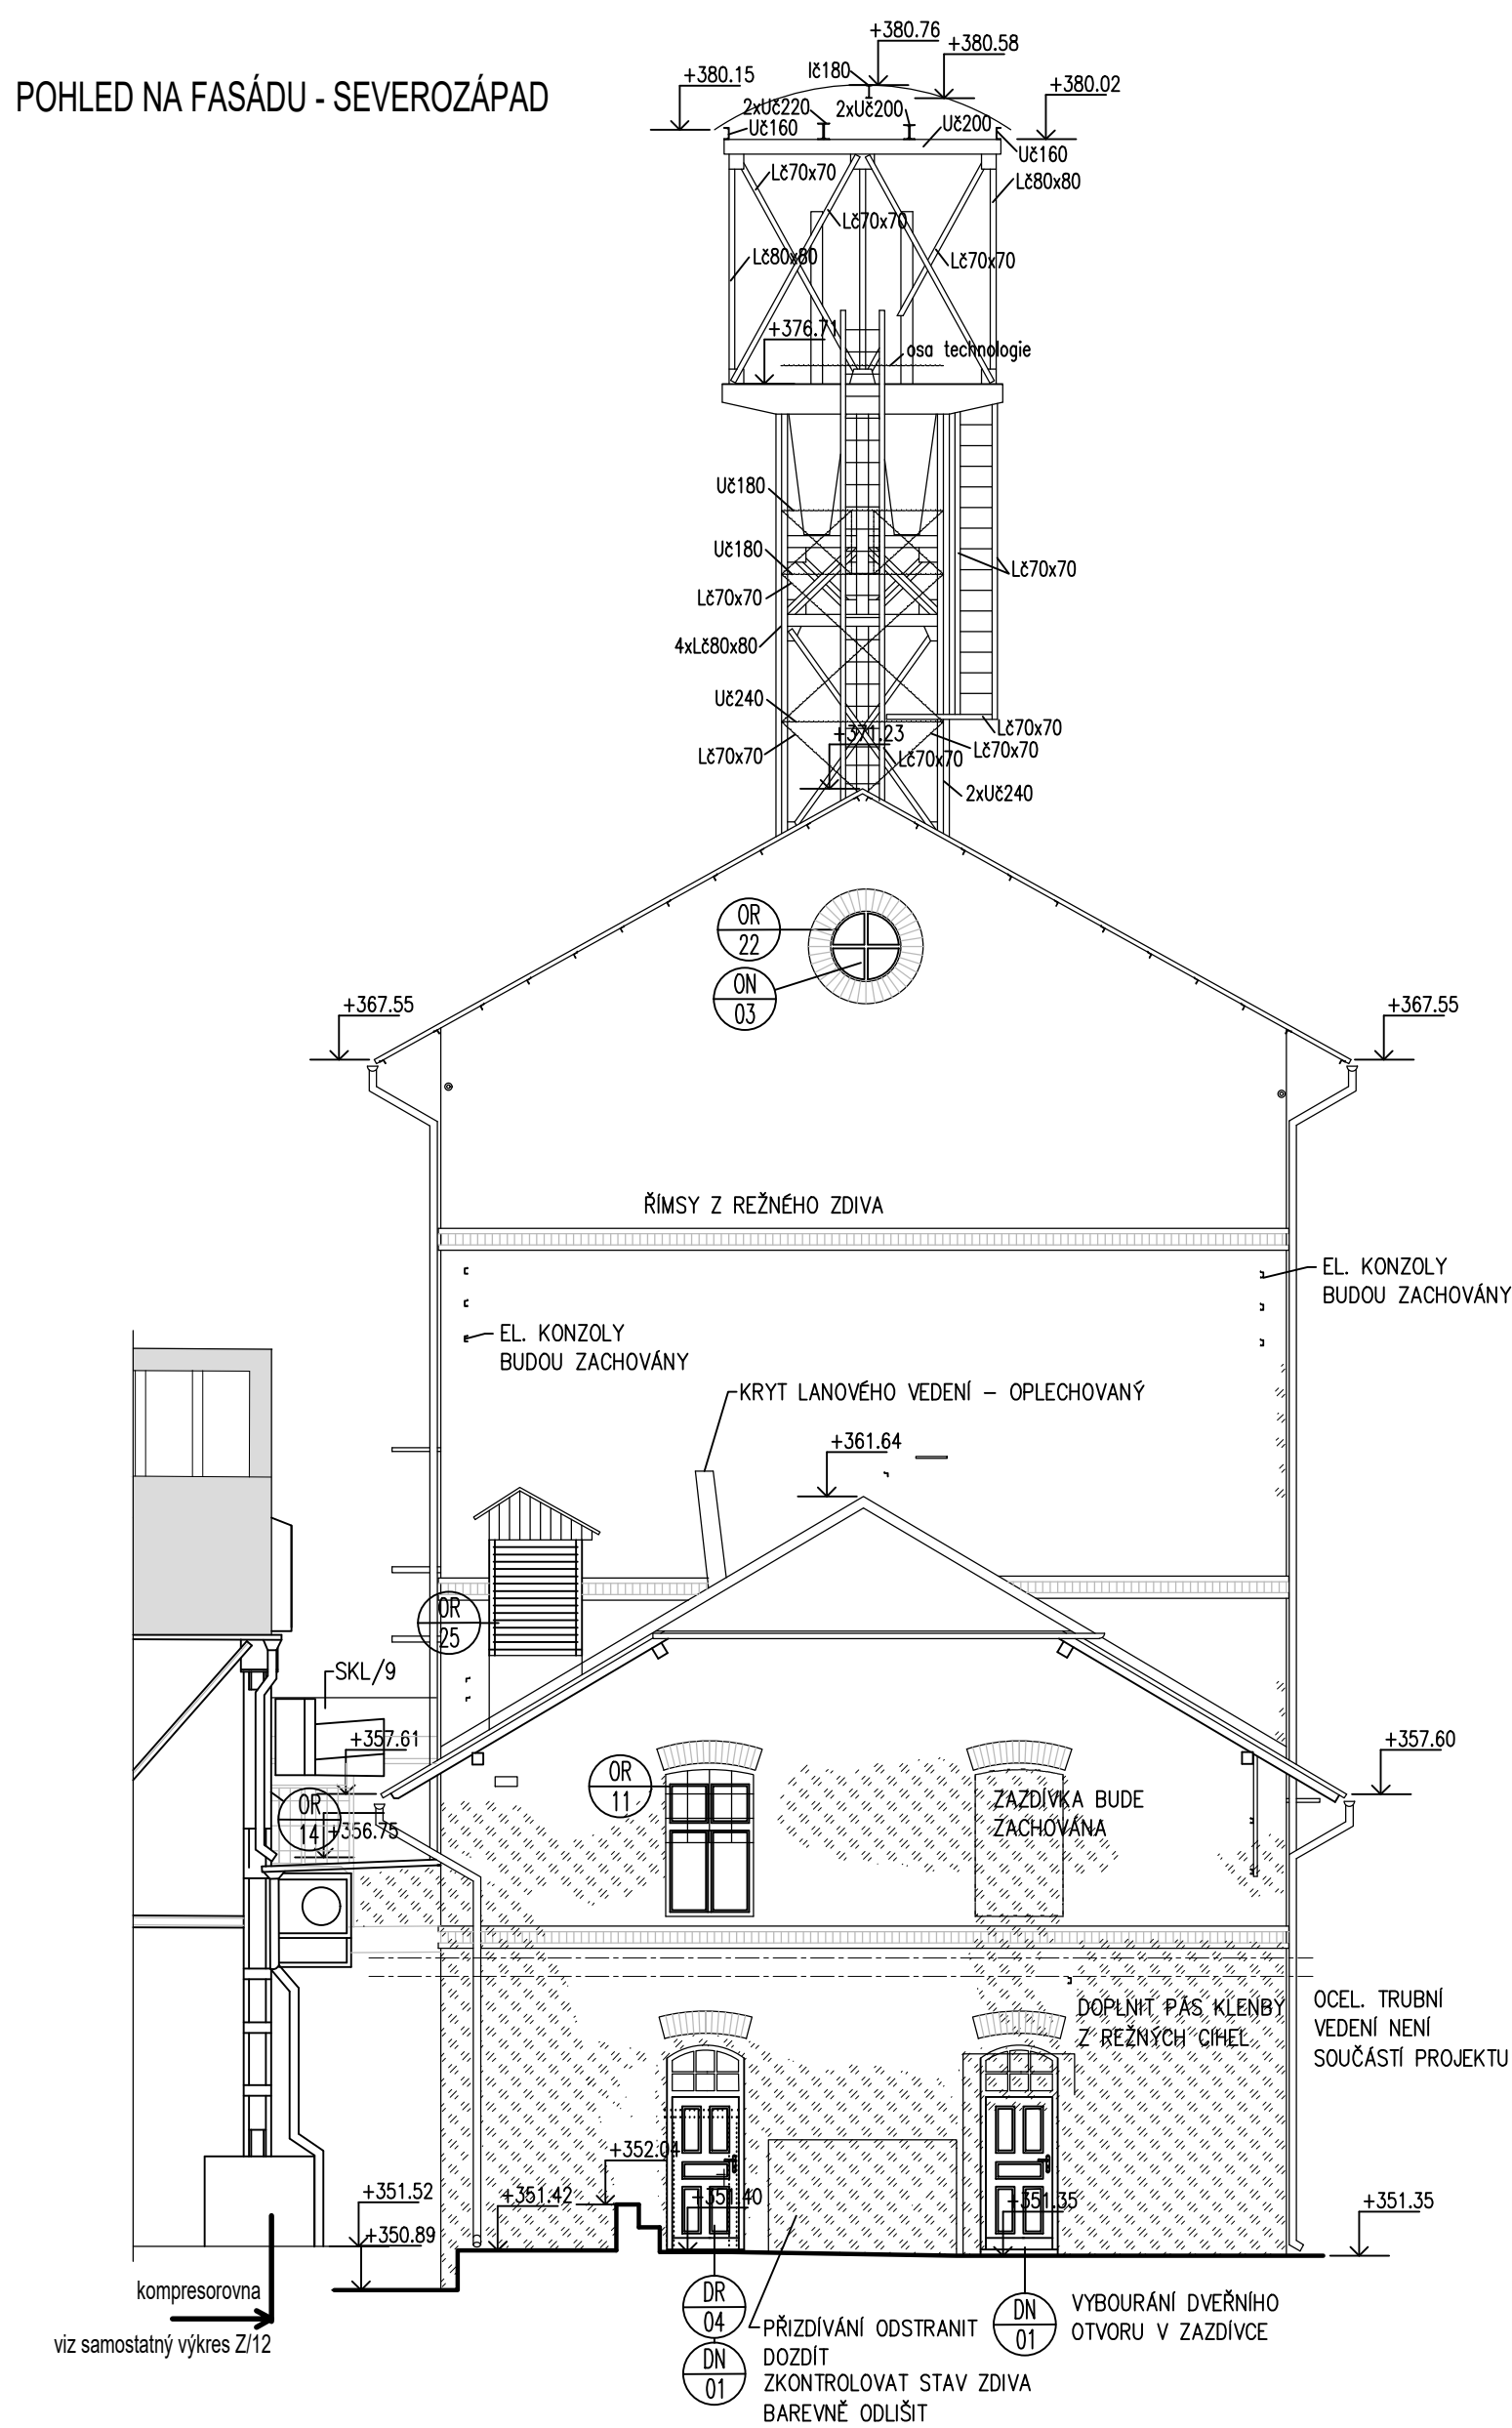 POHLED NA FASÁDU - SEVEROZÁPAD
+380.76
+380.58
+380.15
Ič180
+380.02
2xUč220
2xUč200
Uč160
Uč200
Uč160
Lč70x70
Lč80x80
Lč70x70
Lč80x80
Lč70x70
+376.71
osa technologie
Uč180
Uč180
Lč70x70
Lč70x70
4xLč80x80
Uč240
Lč70x70
+371.23
Lč70x70
Lč70x70
Lč70x70
2xUč240
OR
22
ON
03
+367.55
+367.55
ŘÍMSY Z REŽNÉHO ZDIVA
EL. KONZOLY
BUDOU ZACHOVÁNY
EL. KONZOLY
BUDOU ZACHOVÁNY
KRYT LANOVÉHO VEDENÍ – OPLECHOVANÝ
+361.64
OR
25
SKL/9
+357.61
+357.60
OR
11
ZAZDÍVKA BUDE
ZACHOVÁNA
OR
14
+356.75
DOPLNIT PÁS KLENBY
Z REŽNÝCH CIHEL
OCEL. TRUBNÍ
VEDENÍ NENÍ
SOUČÁSTÍ PROJEKTU
+352.04
+351.52
+351.42
+351.40
+351.35
+351.35
+350.89
kompresorovna
viz samostatný výkres Z/12
DR
04
DN
01
PŘIZDÍVÁNÍ ODSTRANIT
DOZDÍT
ZKONTROLOVAT STAV ZDIVA
BAREVNĚ ODLIŠIT
DN
01
VYBOURÁNÍ DVEŘNÍHO
OTVORU V ZAZDÍVCE